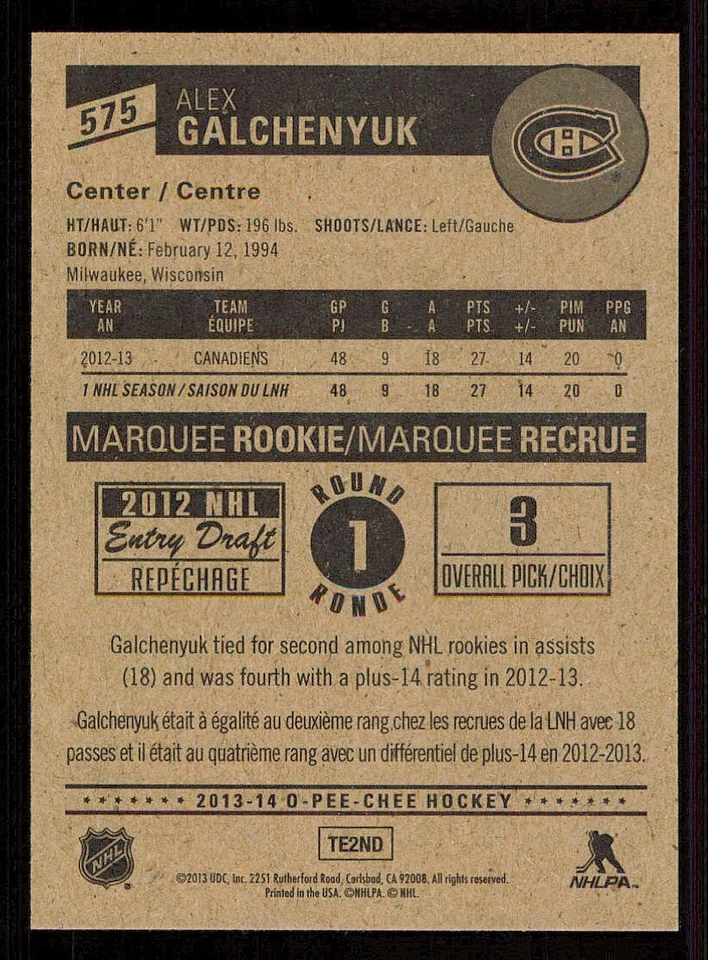 575
ALEX
GALCHENYUK
Center / Centre
HT/HAUT: 6'1" WT/PDS: 196 lbs. SHOOTS/LANCE: Left/Gauche
BORN/NÉ: February 12, 1994
Milwaukee, Wisconsin
YEAR TEAM GP G A PTS +/- PIM PPG
AN ÉQUIPE PJ B A PTS +/- PUN AN
2012-13 CANADIENS 48 9 18 27 14 20 0
1 NHL SEASON / SAISON DU LNH 48 9 18 27 14 20 0
MARQUEE ROOKIE/MARQUEE RECRUE
2012 NHL
Entry Draft
REPÉCHAGE
ROUND
1
RONDE
3
OVERALL PICK/CHOIX
Galchenyuk tied for second among NHL rookies in assists
(18) and was fourth with a plus-14 rating in 2012-13.
Galchenyuk était à égalité au deuxième rang chez les recrues de la LNH avec 18
passes et il était au quatrième rang avec un différentiel de plus-14 en 2012-2013.
2013-14 O-PEE-CHEE HOCKEY
NHL
TE2ND
NHLPA
©2013 UDC, Inc. 2251 Rutherford Road, Carlsbad, CA 92008. All rights reserved.
Printed in the USA. ©NHLPA. © NHL.